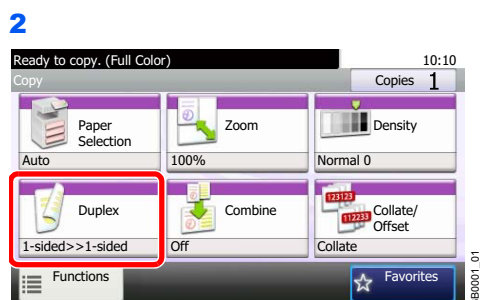 2
Ready to copy. (Full Color)
10:10
Copy
Copies 1
Paper
Selection
Auto
Zoom
100%
Density
Normal 0
Duplex
1-sided>>1-sided
Combine
Off
123123
112233
Collate/
Offset
Collate
Functions
Favorites
B0001_01